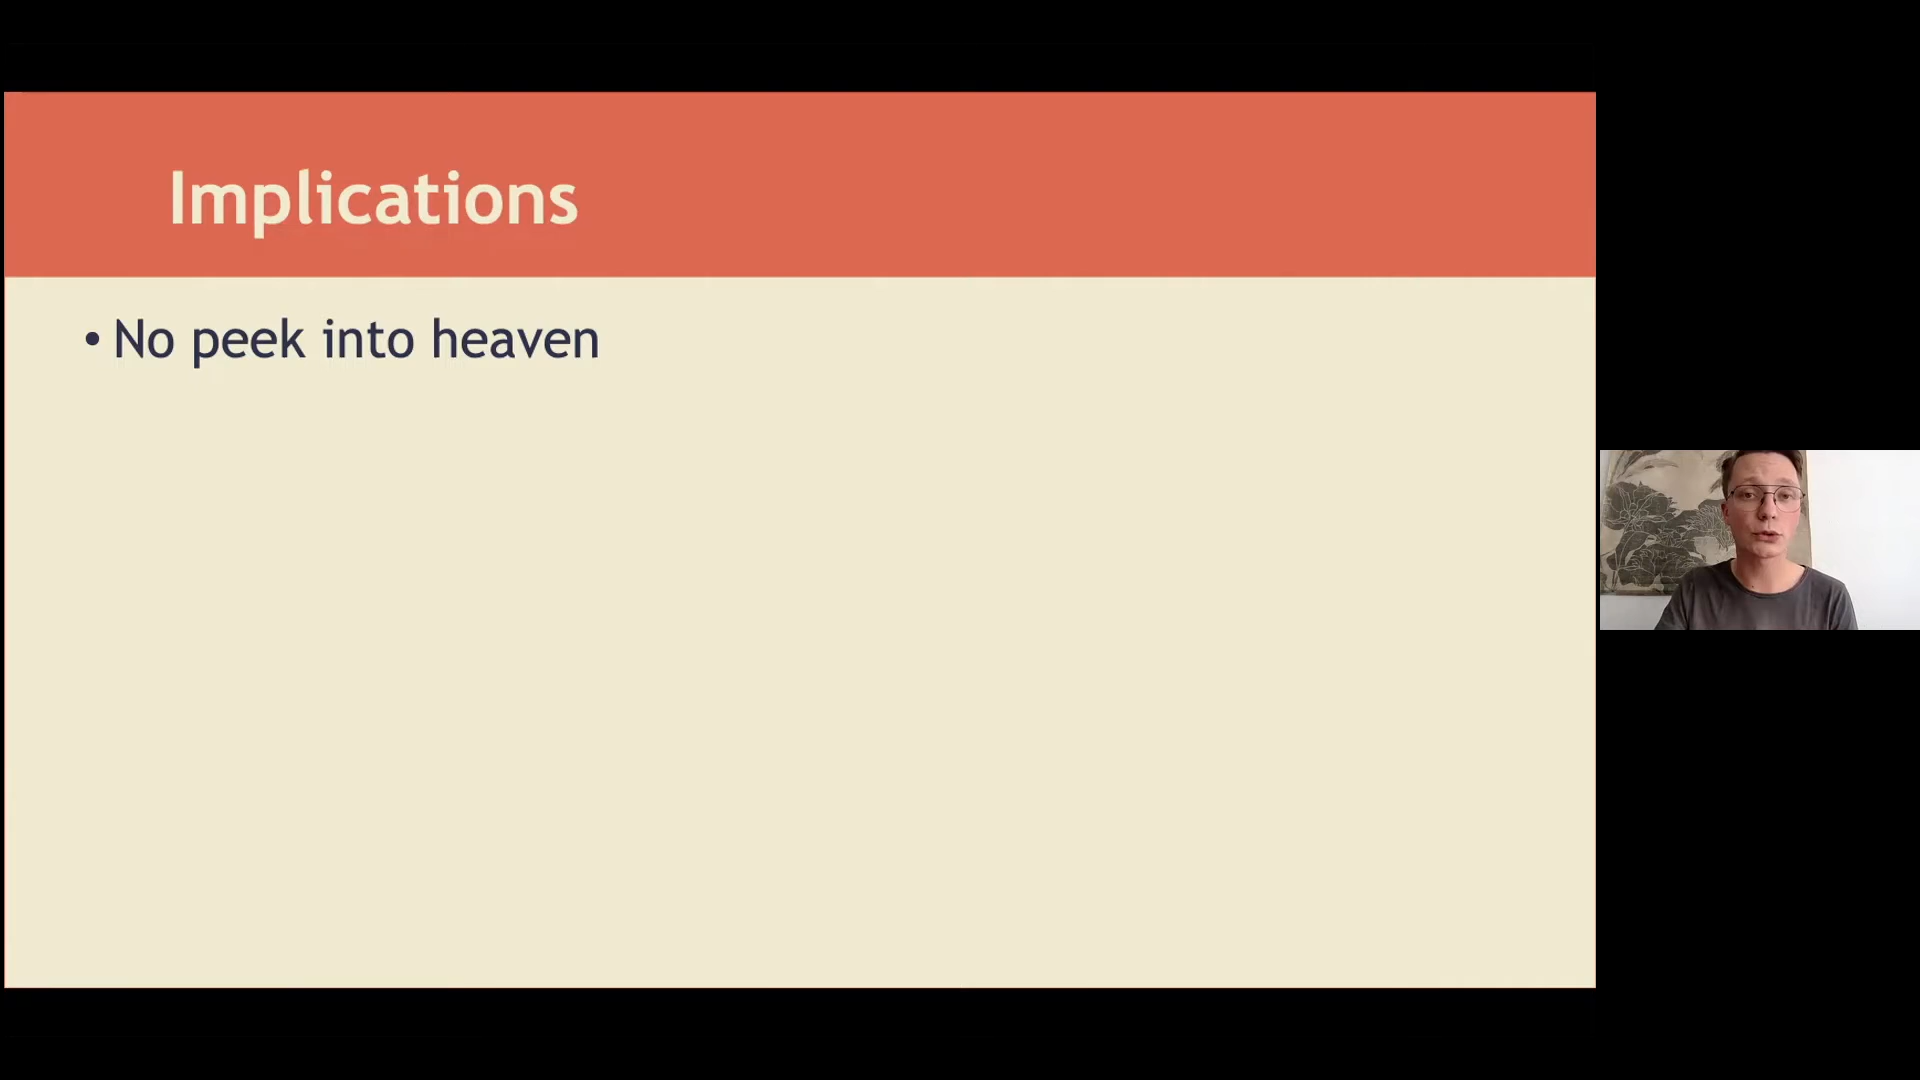 Implications
• No peek into heaven